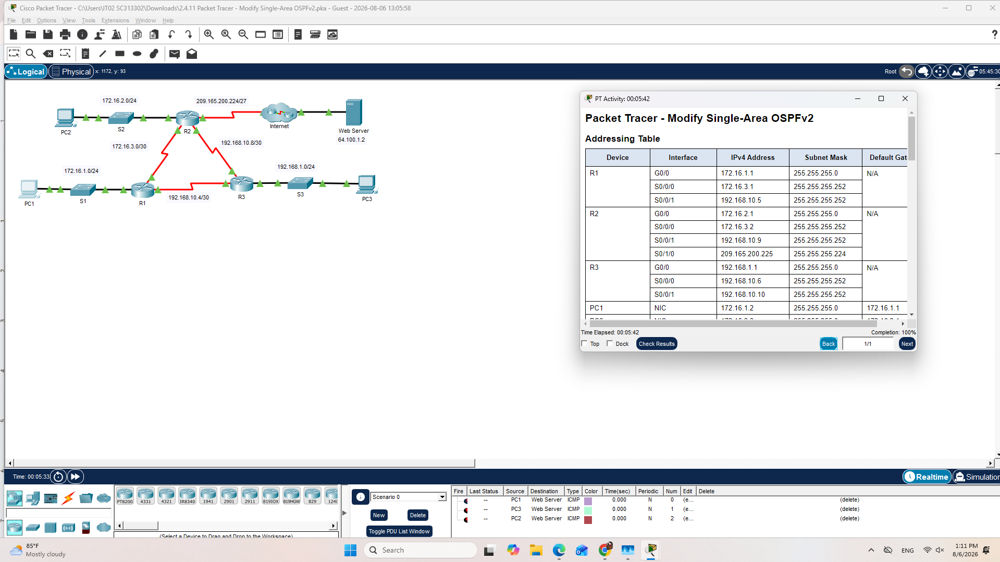 Cisco Packet Tracer - C:\Users\IT02 SC313302\Downloads\2.4.11 Packet Tracer - Modify Single-Area OSPFv2.pka - Guest - 2026-08-06 13:05:58
File Edit Options View Tools Extensions Window Help
Logical Physical x: 1172, y: 93
Root 05:45:30
172.16.2.0/24
209.165.200.224/27
PC2
S2
R2
Internet
Web Server
64.100.1.2
172.16.3.0/30
192.168.10.8/30
172.16.1.0/24
192.168.1.0/24
PC1
S1
R1
192.168.10.4/30
R3
S3
PC3
PT Activity: 00:05:42
Packet Tracer - Modify Single-Area OSPFv2
Addressing Table
Device Interface IPv4 Address Subnet Mask Default Gat
R1 G0/0 172.16.1.1 255.255.255.0 N/A
S0/0/0 172.16.3.1 255.255.255.252
S0/0/1 192.168.10.5 255.255.255.252
R2 G0/0 172.16.2.1 255.255.255.0 N/A
S0/0/0 172.16.3.2 255.255.255.252
S0/0/1 192.168.10.9 255.255.255.252
S0/1/0 209.165.200.225 255.255.255.224
R3 G0/0 192.168.1.1 255.255.255.0 N/A
S0/0/0 192.168.10.6 255.255.255.252
S0/0/1 192.168.10.10 255.255.255.252
PC1 NIC 172.16.1.2 255.255.255.0 172.16.1.1
Time Elapsed: 00:05:42 Completion: 100%
Top Dock Check Results Back 1/1 Next
Time: 00:05:33 Realtime Simulation
PT8200 4331 4321 IR8340 1941 2901 2911 819IOX 819HGW 829 1240
(Select a Device to Drag and Drop to the Workspace)
Scenario 0
New Delete
Toggle PDU List Window
Fire Last Status Source Destination Type Color Time(sec) Periodic Num Edit Delete
-- PC1 Web Server ICMP 0.000 N 0 (e... (delete)
-- PC3 Web Server ICMP 0.000 N 1 (e... (delete)
-- PC2 Web Server ICMP 0.000 N 2 (e... (delete)
85°F
Mostly cloudy
Search
ENG
1:11 PM
8/6/2026